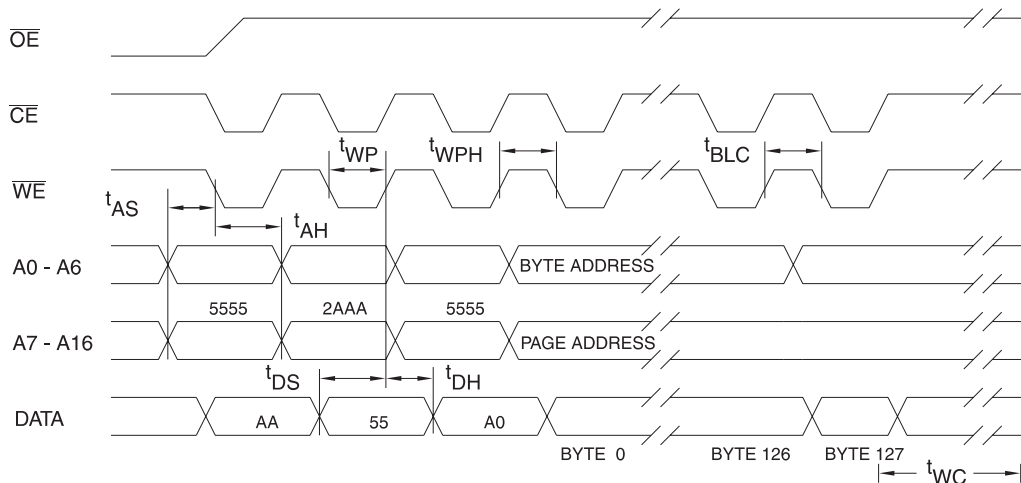 OE
CE
tWP tWPH tBLC
WE
tAS
tAH
A0 - A6 BYTE ADDRESS
5555 2AAA 5555
A7 - A16 PAGE ADDRESS
tDS tDH
DATA AA 55 A0
BYTE 0 BYTE 126 BYTE 127
tWC